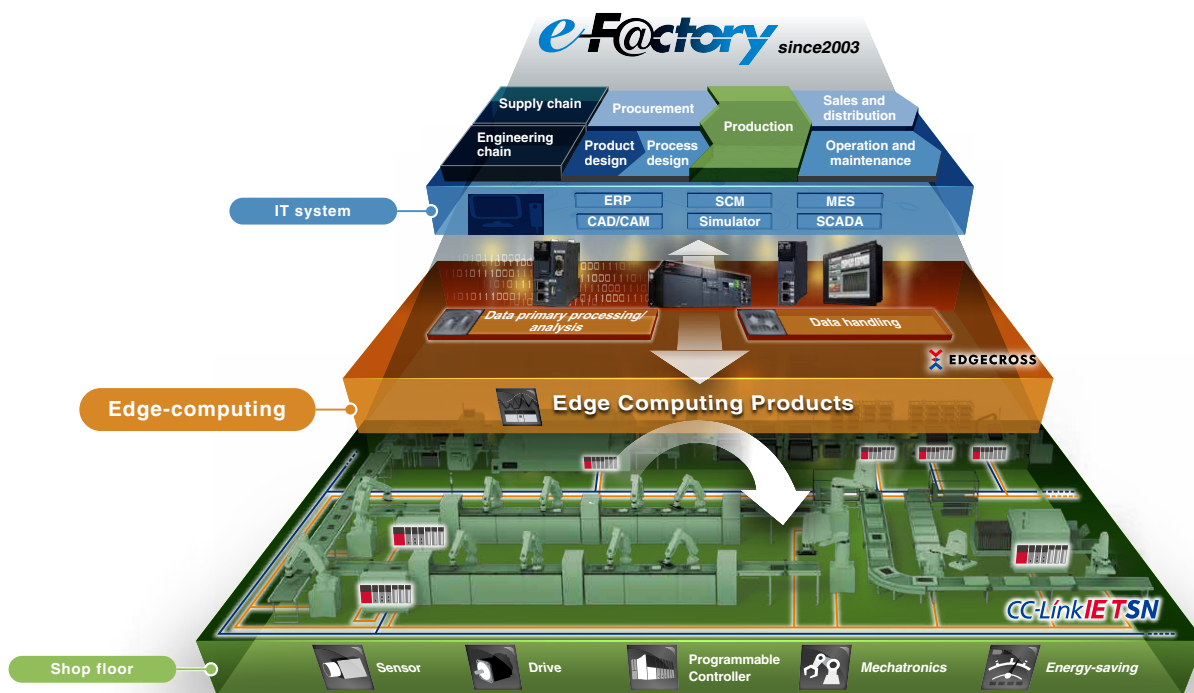 e-F@ctory since2003
Supply chain
Procurement
Production
Sales and
distribution
Engineering
chain
Product
design
Process
design
Operation and
maintenance
IT system
ERP
SCM
MES
CAD/CAM
Simulator
SCADA
Data primary processing/
analysis
Data handling
EDGECROSS
Edge-computing
Edge Computing Products
CC-Link IE TSN
Shop floor
Sensor
Drive
Programmable
Controller
Mechatronics
Energy-saving